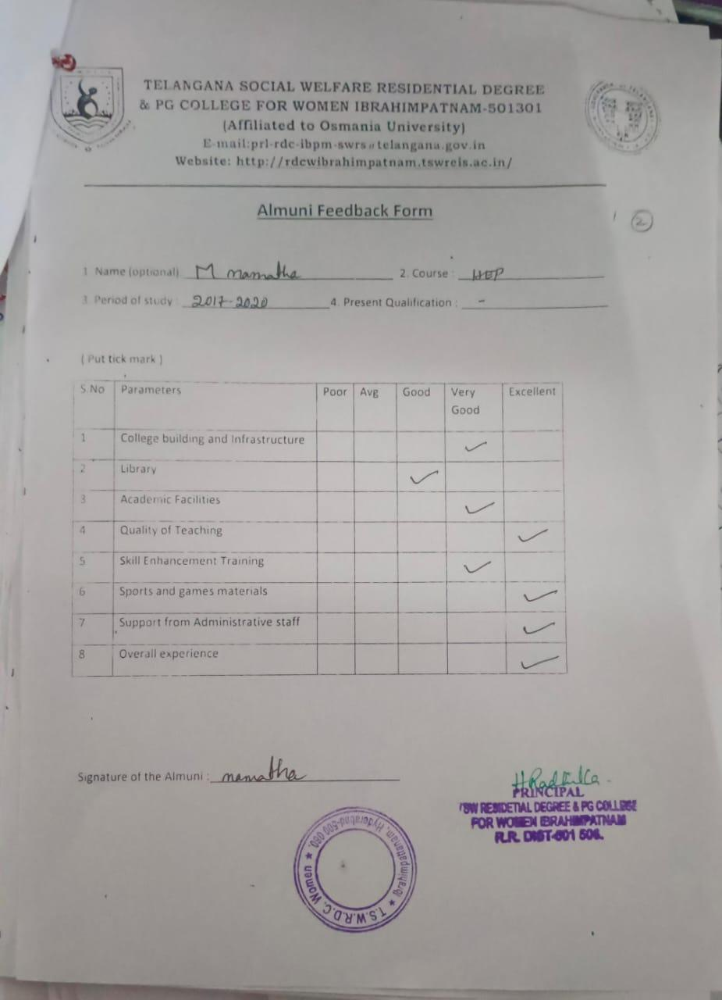 TELANGANA SOCIAL WELFARE RESIDENTIAL DEGREE
& PG COLLEGE FOR WOMEN IBRAHIMPATNAM-501301
(Affiliated to Osmania University)
E-mail:prl-rdc-ibpm-swrs@telangana.gov.in
Website: http://rdcwibrahimpatnam.tswreis.ac.in/
Almuni Feedback Form
2
1 Name (optional) M namatha 2. Course : HEP
3. Period of study : 2017-2020 4. Present Qualification : -
( Put tick mark )
S.No Parameters Poor Avg Good Very Good Excellent
1 College building and Infrastructure ✓
2 Library ✓
3 Academic Facilities ✓
4 Quality of Teaching ✓
5 Skill Enhancement Training ✓
6 Sports and games materials ✓
7 Support from Administrative staff ✓
8 Overall experience ✓
Signature of the Almuni : namatha
H Radhika
PRINCIPAL
TSW RESIDETIAL DEGREE & PG COLLEGE
FOR WOMEN IBRAHIMPATNAM
R.R. DIST-501 506.
T.S.W.R.D.C. Women ★ Ibrahimpatnam, Hyderabad-500 060. ★